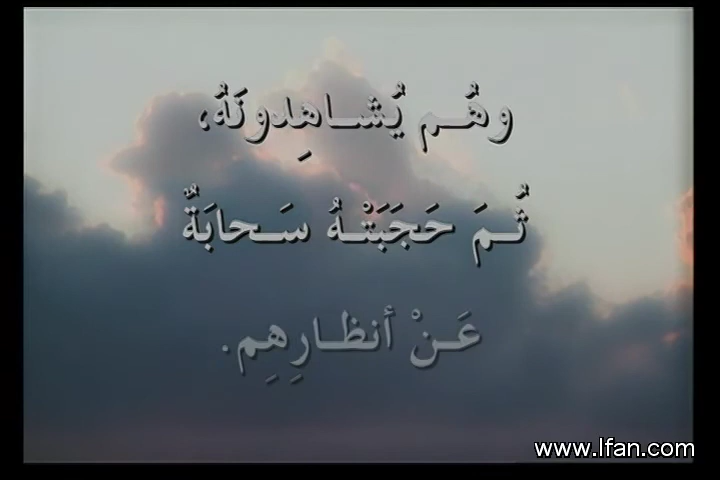 وهُم يُشاهِدونَهُ،
ثُمَ حَجَبَتْهُ سَحابَةٌ
عَنْ أنظارِهِم.
www.lfan.com